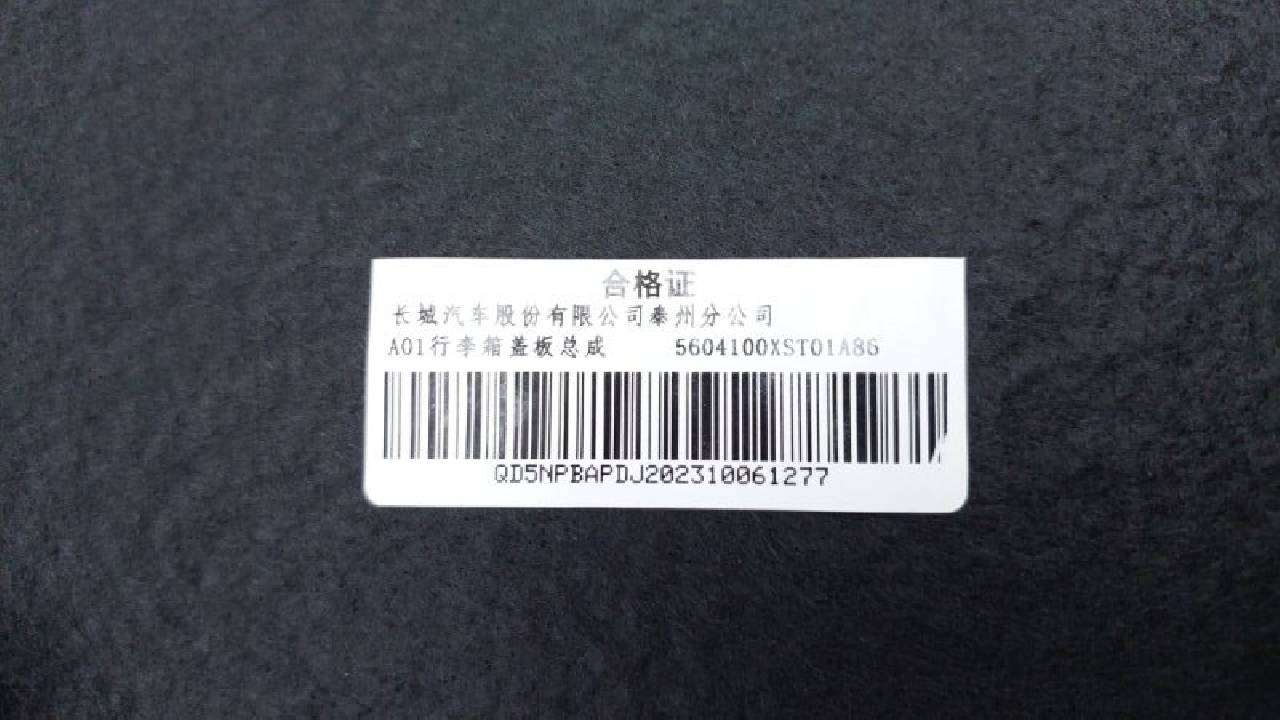 合格证
长城汽车股份有限公司泰州分公司
A01行李箱盖板总成 5604100XST01A86
QD5NPBAPDJ202310061277